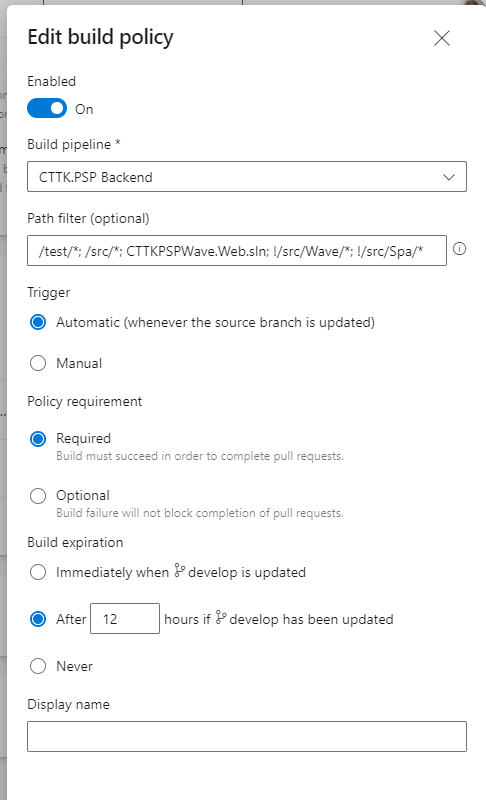 Edit build policy
Enabled
On
Build pipeline *
CTTK.PSP Backend
Path filter (optional)
/test/*; /src/*; CTTKPSPWave.Web.sln; !/src/Wave/*; !/src/Spa/*
Trigger
Automatic (whenever the source branch is updated)
Manual
Policy requirement
Required
Build must succeed in order to complete pull requests.
Optional
Build failure will not block completion of pull requests.
Build expiration
Immediately when develop is updated
After 12 hours if develop has been updated
Never
Display name